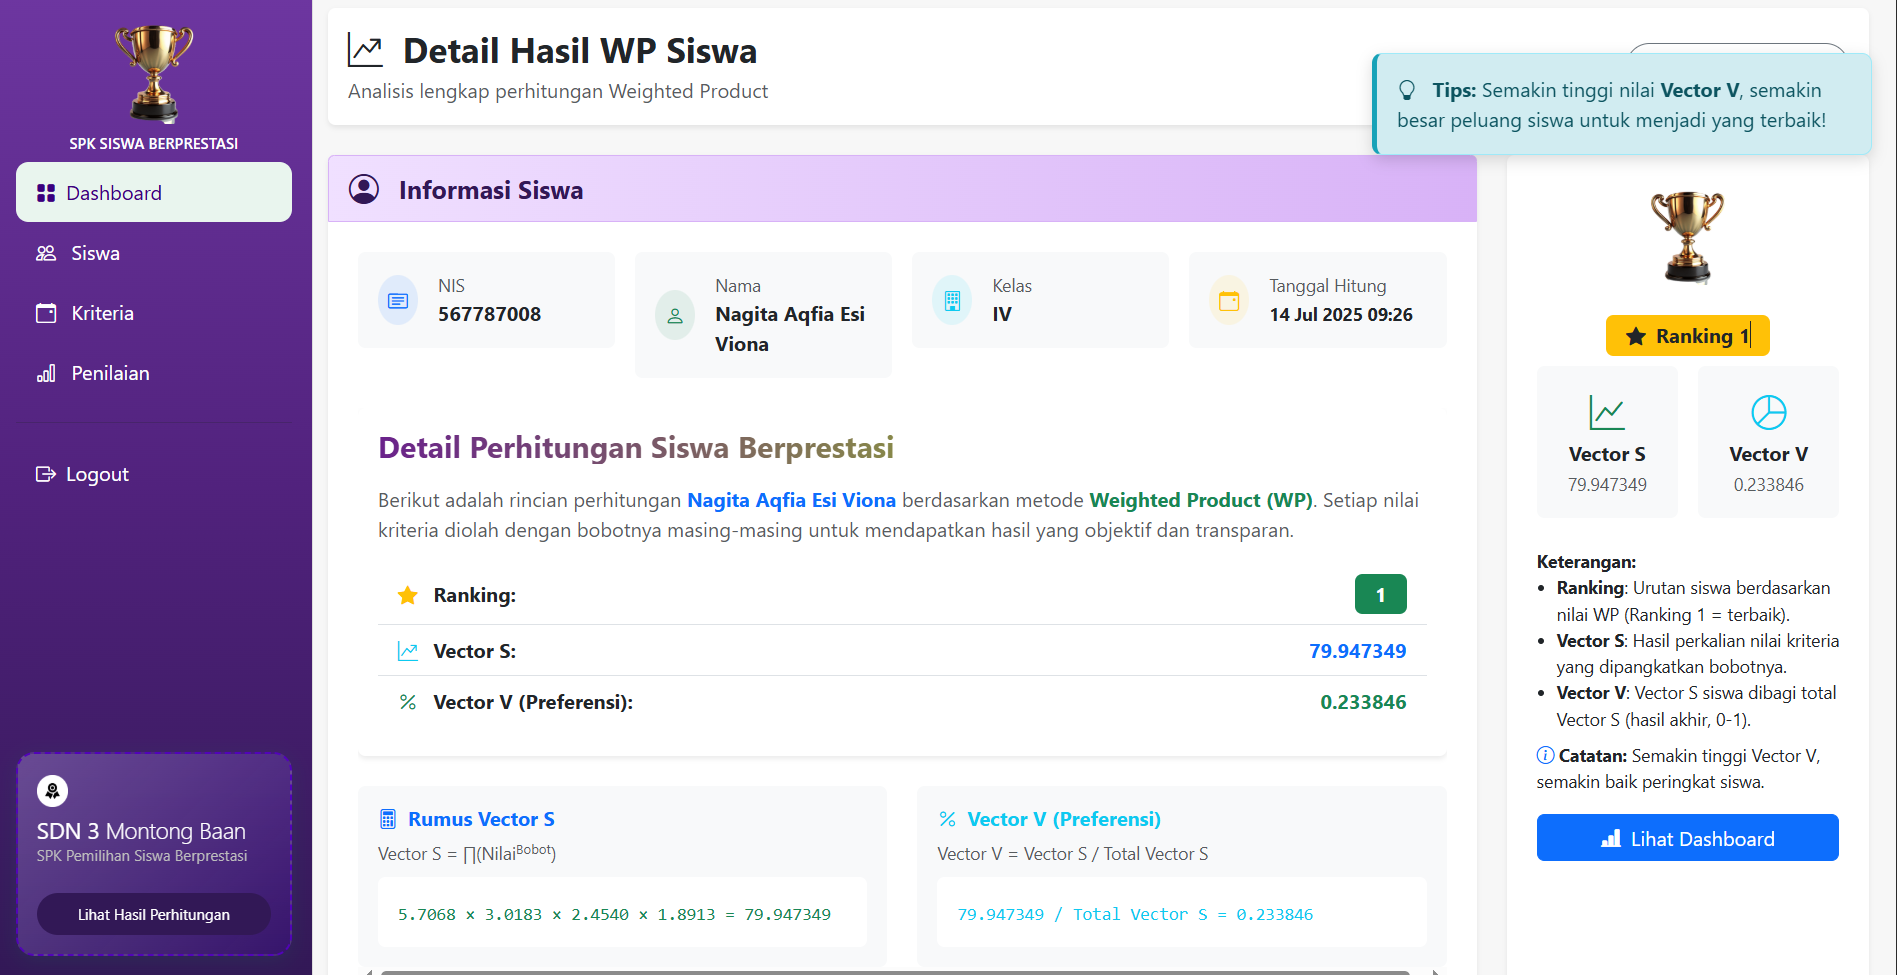 SPK SISWA BERPRESTASI
Dashboard
Siswa
Kriteria
Penilaian
Logout
SDN 3 Montong Baan
SPK Pemilihan Siswa Berprestasi
Lihat Hasil Perhitungan
Detail Hasil WP Siswa
Analisis lengkap perhitungan Weighted Product
Tips: Semakin tinggi nilai Vector V, semakin
besar peluang siswa untuk menjadi yang terbaik!
Informasi Siswa
NIS
567787008
Nama
Nagita Aqfia Esi
Viona
Kelas
IV
Tanggal Hitung
14 Jul 2025 09:26
Detail Perhitungan Siswa Berprestasi
Berikut adalah rincian perhitungan Nagita Aqfia Esi Viona berdasarkan metode Weighted Product (WP). Setiap nilai
kriteria diolah dengan bobotnya masing-masing untuk mendapatkan hasil yang objektif dan transparan.
Ranking: 1
Vector S: 79.947349
Vector V (Preferensi): 0.233846
Rumus Vector S
Vector S = ∏(Nilai^Bobot)
5.7068 × 3.0183 × 2.4540 × 1.8913 = 79.947349
Vector V (Preferensi)
Vector V = Vector S / Total Vector S
79.947349 / Total Vector S = 0.233846
Ranking 1
Vector S
79.947349
Vector V
0.233846
Keterangan:
• Ranking: Urutan siswa berdasarkan
nilai WP (Ranking 1 = terbaik).
• Vector S: Hasil perkalian nilai kriteria
yang dipangkatkan bobotnya.
• Vector V: Vector S siswa dibagi total
Vector S (hasil akhir, 0-1).
Catatan: Semakin tinggi Vector V,
semakin baik peringkat siswa.
Lihat Dashboard